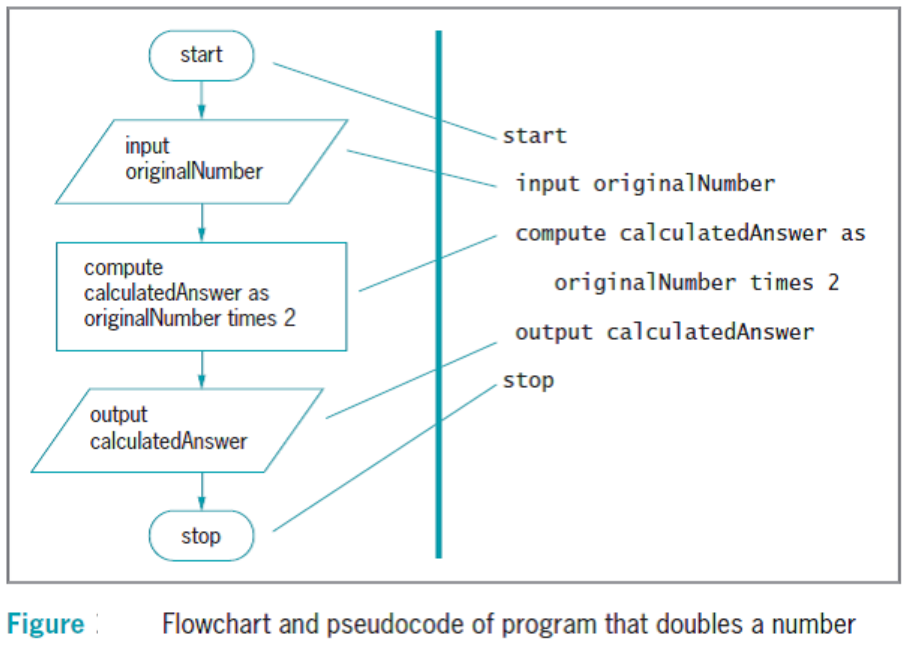 start
input
originalNumber
compute
calculatedAnswer as
originalNumber times 2
output
calculatedAnswer
stop
start
input originalNumber
compute calculatedAnswer as
originalNumber times 2
output calculatedAnswer
stop
Figure Flowchart and pseudocode of program that doubles a number